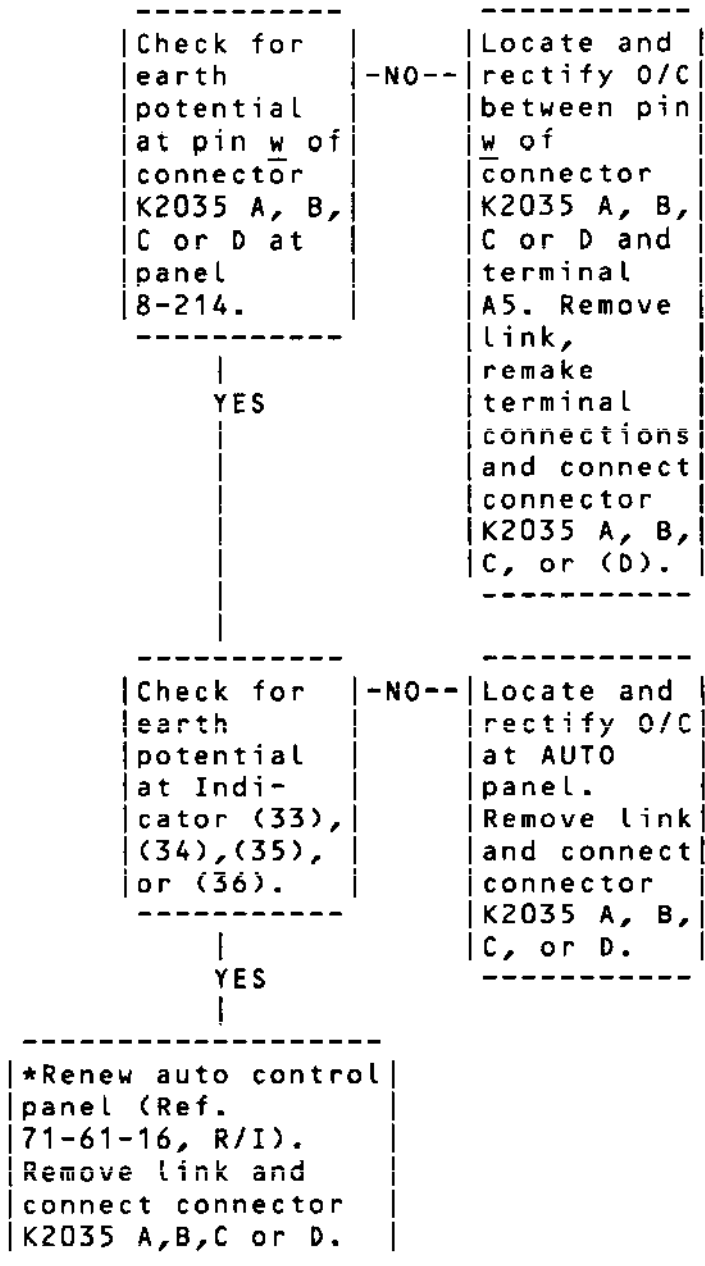 Check for
earth
potential
at pin w of
connector
K2035 A, B,
C or D at
panel
8-214.
-NO--
Locate and
rectify O/C
between pin
w of
connector
K2035 A, B,
C or D and
terminal
A5. Remove
link,
remake
terminal
connections
and connect
connector
K2035 A, B,
C, or (D).
YES
Check for
earth
potential
at Indi-
cator (33),
(34),(35),
or (36).
-NO--
Locate and
rectify O/C
at AUTO
panel.
Remove link
and connect
connector
K2035 A, B,
C, or D.
YES
*Renew auto control
panel (Ref.
71-61-16, R/I).
Remove link and
connect connector
K2035 A,B,C or D.